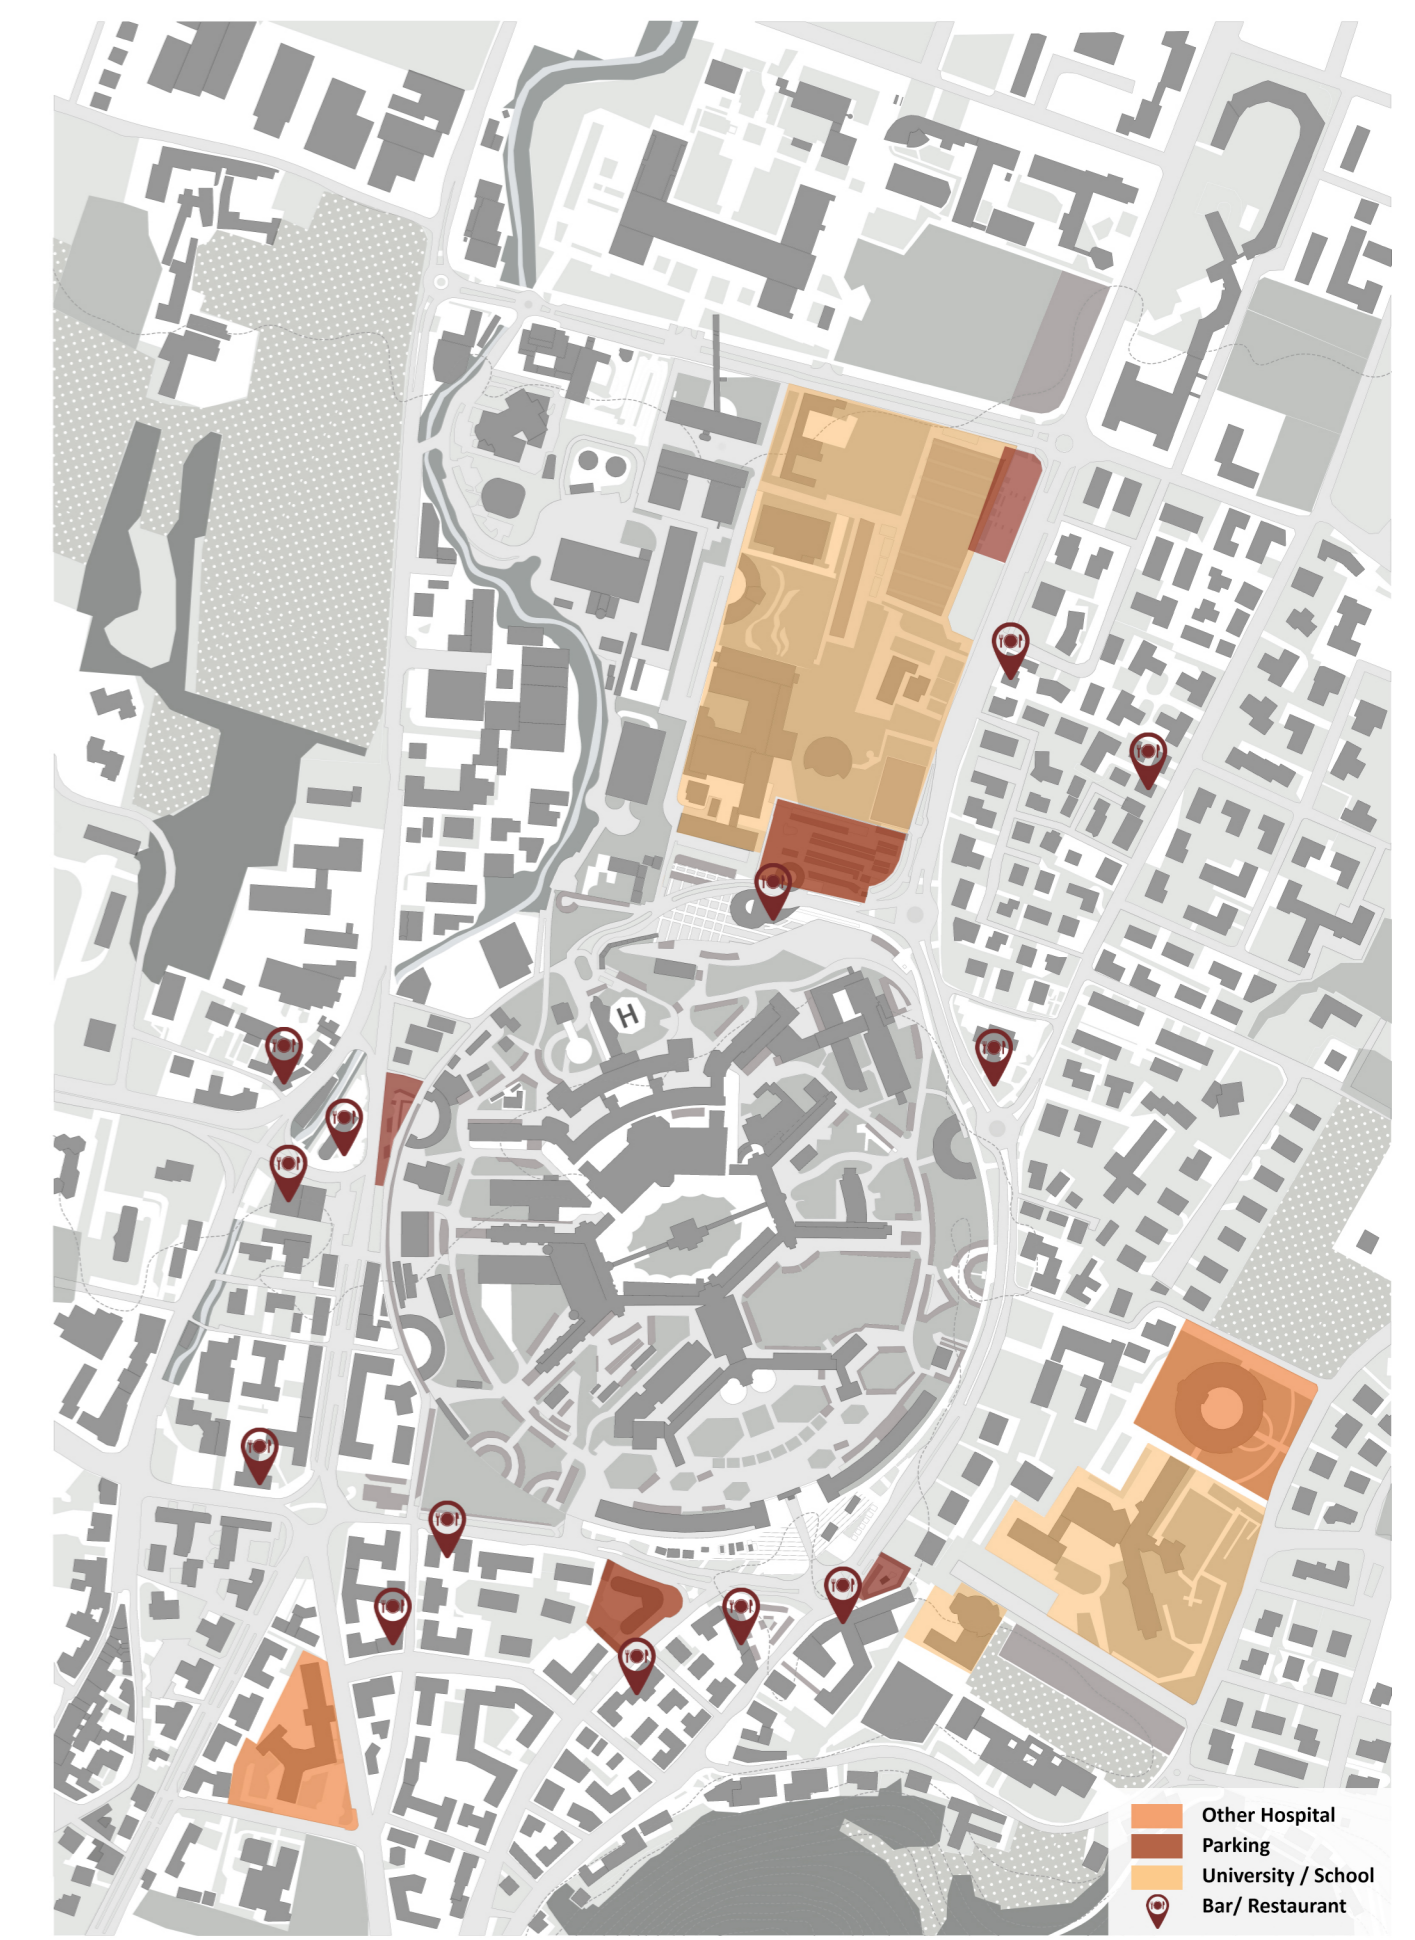 H
Other Hospital
Parking
University / School
Bar/ Restaurant